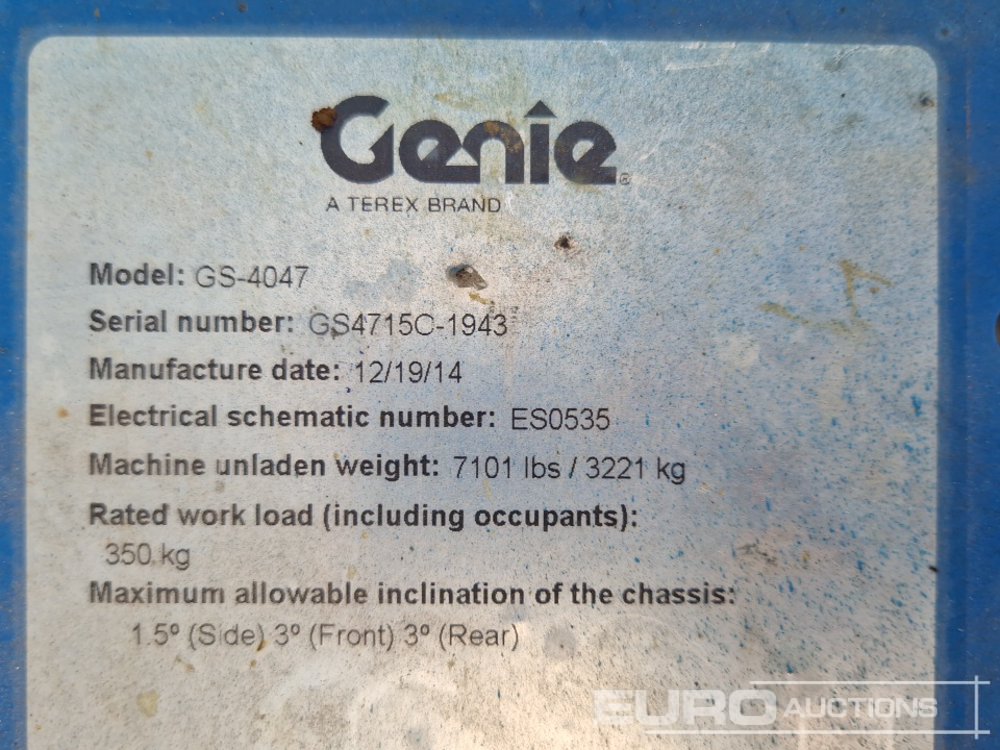 Genie®
A TEREX BRAND
Model: GS-4047
Serial number: GS4715C-1943
Manufacture date: 12/19/14
Electrical schematic number: ES0535
Machine unladen weight: 7101 lbs / 3221 kg
Rated work load (including occupants):
350 kg
Maximum allowable inclination of the chassis:
1.5º (Side) 3º (Front) 3º (Rear)
EURO AUCTIONS